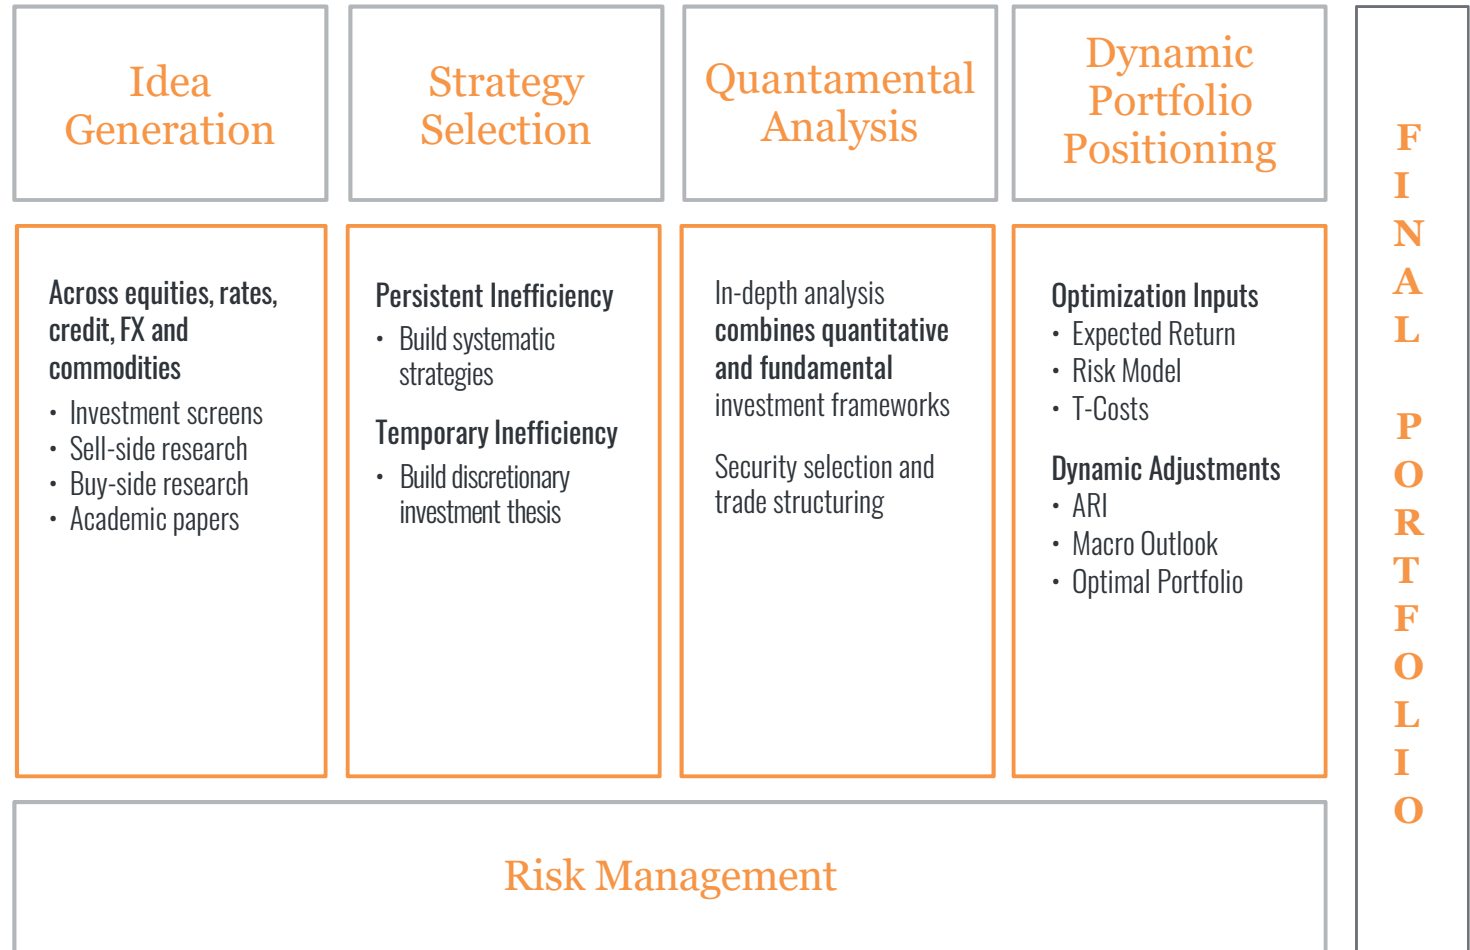 Idea
Generation
Strategy
Selection
Quantamental
Analysis
Dynamic
Portfolio
Positioning
Across equities, rates,
credit, FX and
commodities
• Investment screens
• Sell-side research
• Buy-side research
• Academic papers
Persistent Inefficiency
• Build systematic
strategies
Temporary Inefficiency
• Build discretionary
investment thesis
In-depth analysis
combines quantitative
and fundamental
investment frameworks
Security selection and
trade structuring
Optimization Inputs
• Expected Return
• Risk Model
• T-Costs
Dynamic Adjustments
• ARI
• Macro Outlook
• Optimal Portfolio
Risk Management
F
I
N
A
L
P
O
R
T
F
O
L
I
O